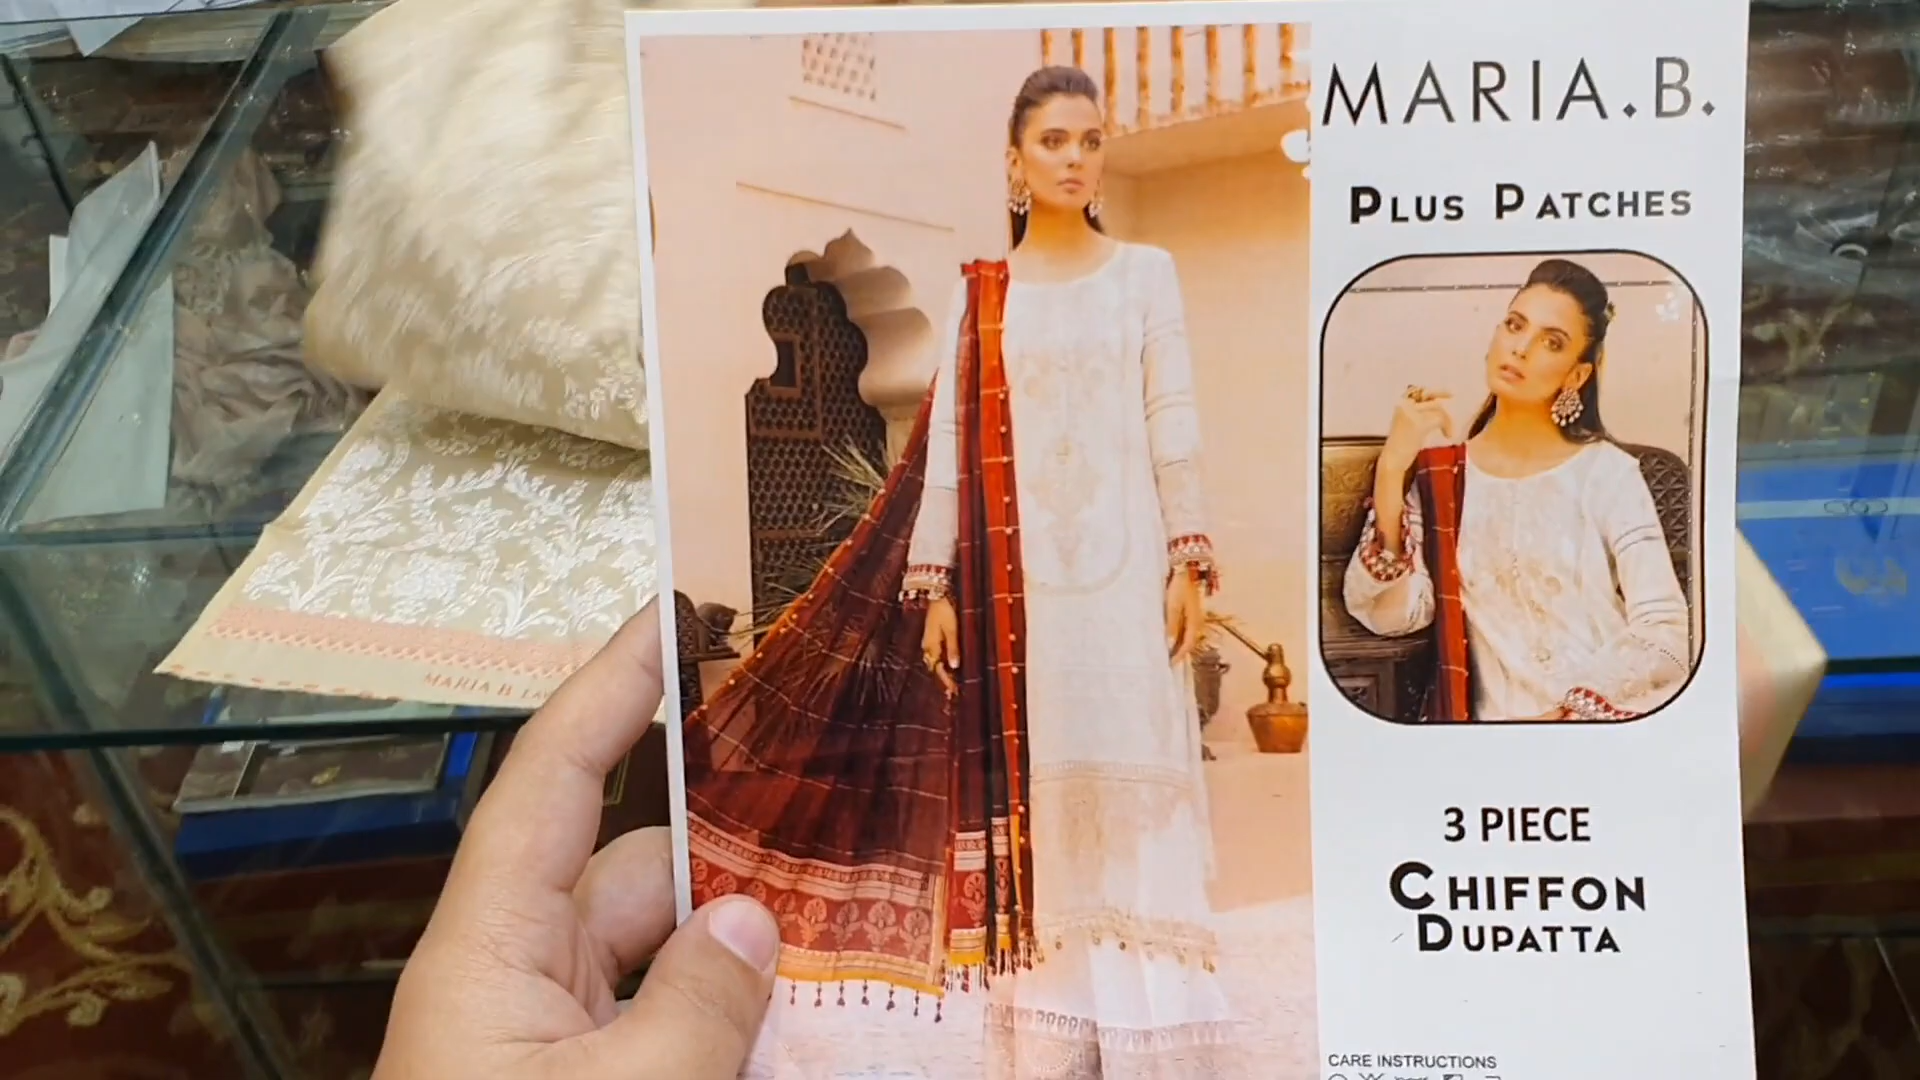 MARIA.B.
PLUS PATCHES
3 PIECE
CHIFFON
DUPATTA
CARE INSTRUCTIONS
MARIA B